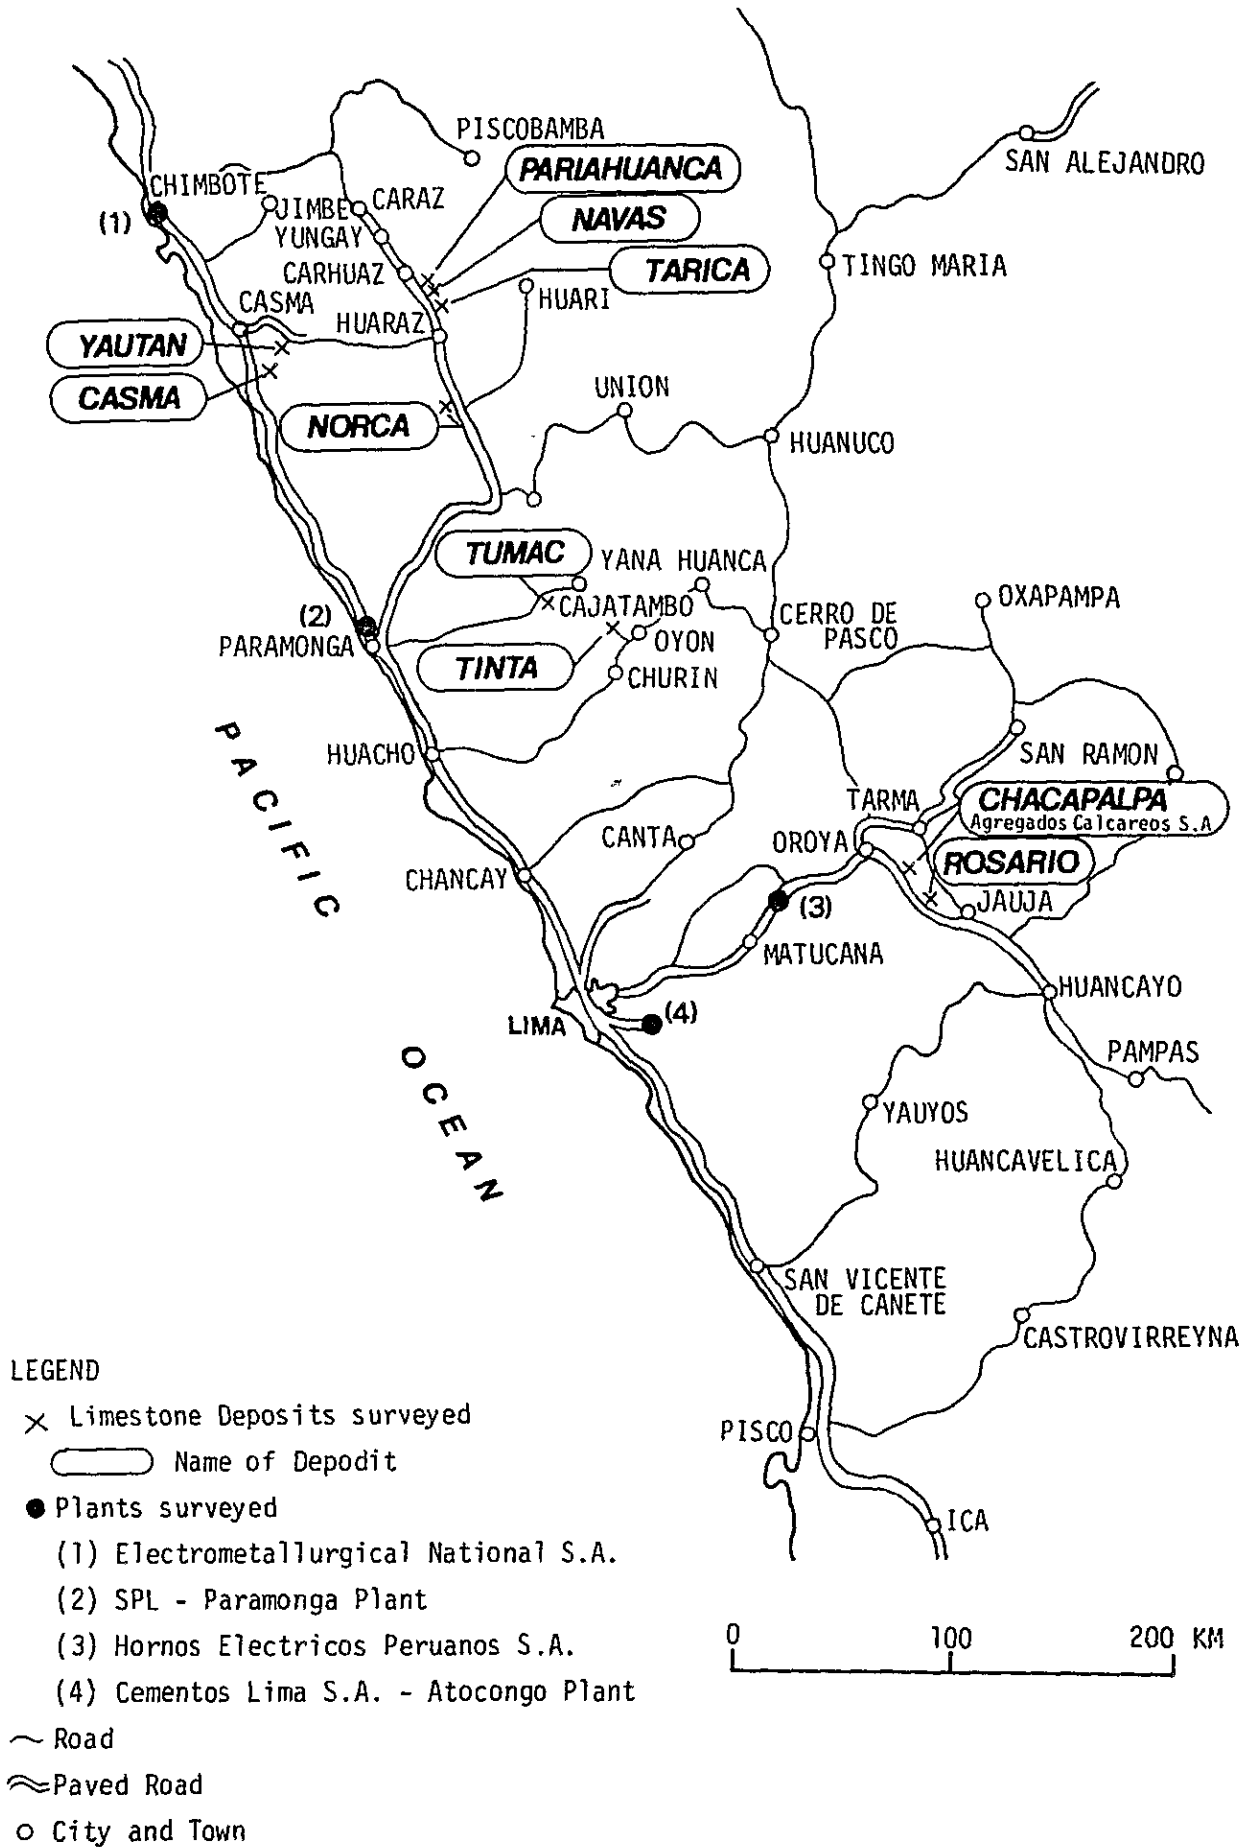 PISCOBAMBA
SAN ALEJANDRO
PARIAHUANCA
CHIMBOTE
(1)
JIMBE
CARAZ
NAVAS
YUNGAY
CARHUAZ
TARICA
TINGO MARIA
HUARI
CASMA
HUARAZ
YAUTAN
CASMA
UNION
NORCA
HUANUCO
TUMAC
YANA HUANCA
CAJATAMBO
OXAPAMPA
(2)
PARAMONGA
CERRO DE
PASCO
OYON
TINTA
CHURIN
PACIFIC
HUACHO
SAN RAMON
TARMA
CHACAPALPA
Agregados Calcareos S.A
CANTA
OROYA
ROSARIO
CHANCAY
JAUJA
(3)
MATUCANA
HUANCAYO
(4)
LIMA
OCEAN
PAMPAS
YAUYOS
HUANCAVELICA
SAN VICENTE
DE CANETE
CASTROVIRREYNA
PISCO
ICA
LEGEND
Limestone Deposits surveyed
Name of Depodit
Plants surveyed
(1) Electrometallurgical National S.A.
(2) SPL - Paramonga Plant
(3) Hornos Electricos Peruanos S.A.
(4) Cementos Lima S.A. - Atocongo Plant
Road
Paved Road
City and Town
0 100 200 KM